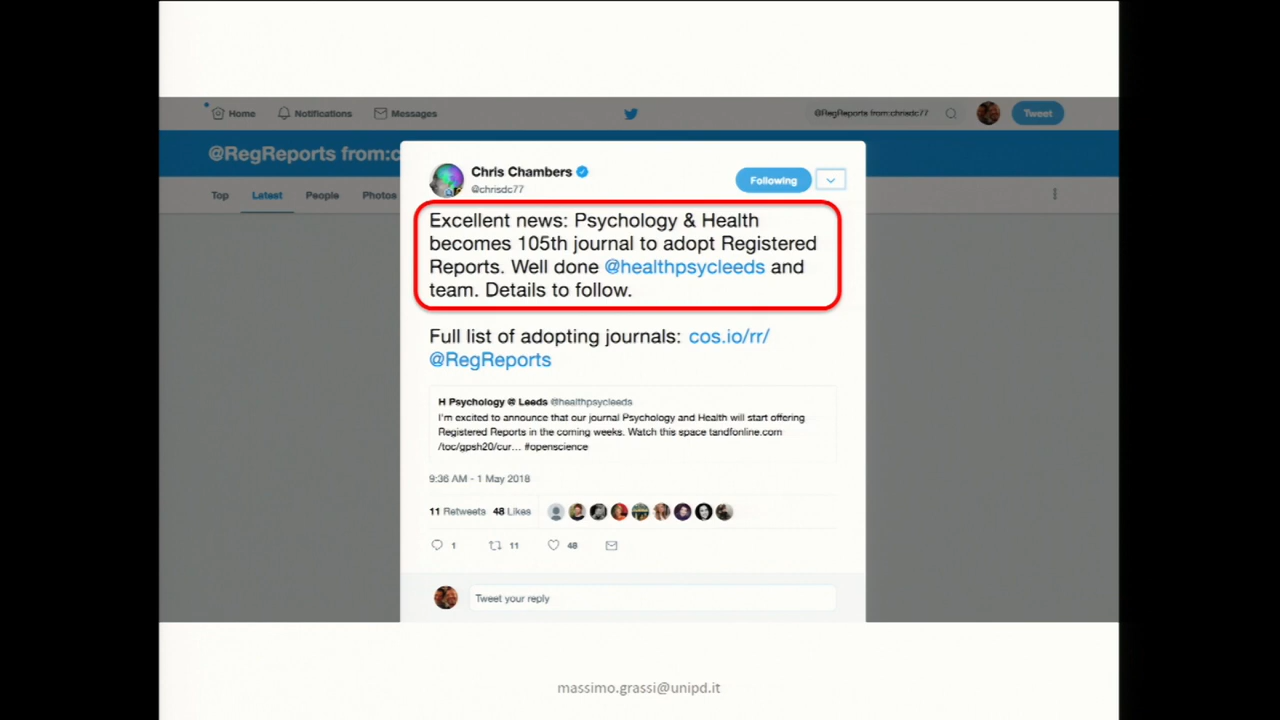 Home Notifications Messages @RegReports from:chrisdc77 Tweet
@RegReports from:c
Top Latest People Photos
Chris Chambers
@chrisdc77
Following
Excellent news: Psychology & Health
becomes 105th journal to adopt Registered
Reports. Well done @healthpsycleeds and
team. Details to follow.
Full list of adopting journals: cos.io/rr/
@RegReports
H Psychology @ Leeds @healthpsycleeds
I'm excited to announce that our journal Psychology and Health will start offering
Registered Reports in the coming weeks. Watch this space tandfonline.com
/toc/gpsh20/cur... #openscience
9:36 AM - 1 May 2018
11 Retweets 48 Likes
1 11 48
Tweet your reply
massimo.grassi@unipd.it